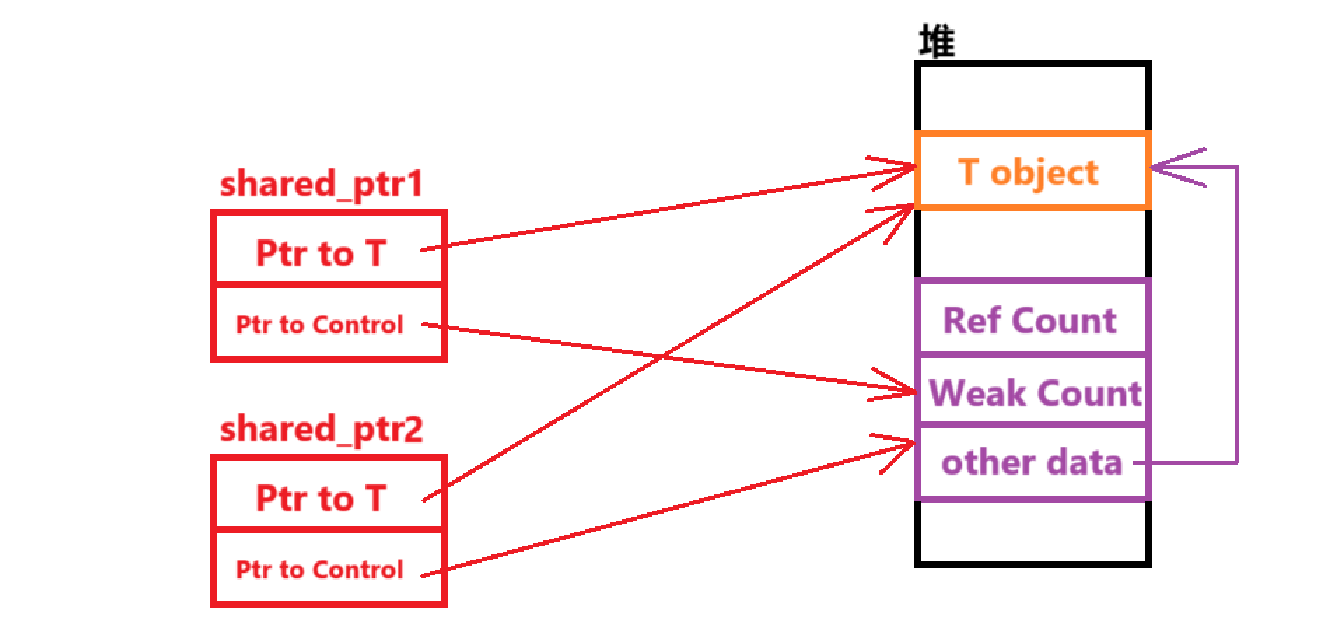 堆
T object
shared_ptr1
Ptr to T
Ptr to Control
Ref Count
Weak Count
other data
shared_ptr2
Ptr to T
Ptr to Control